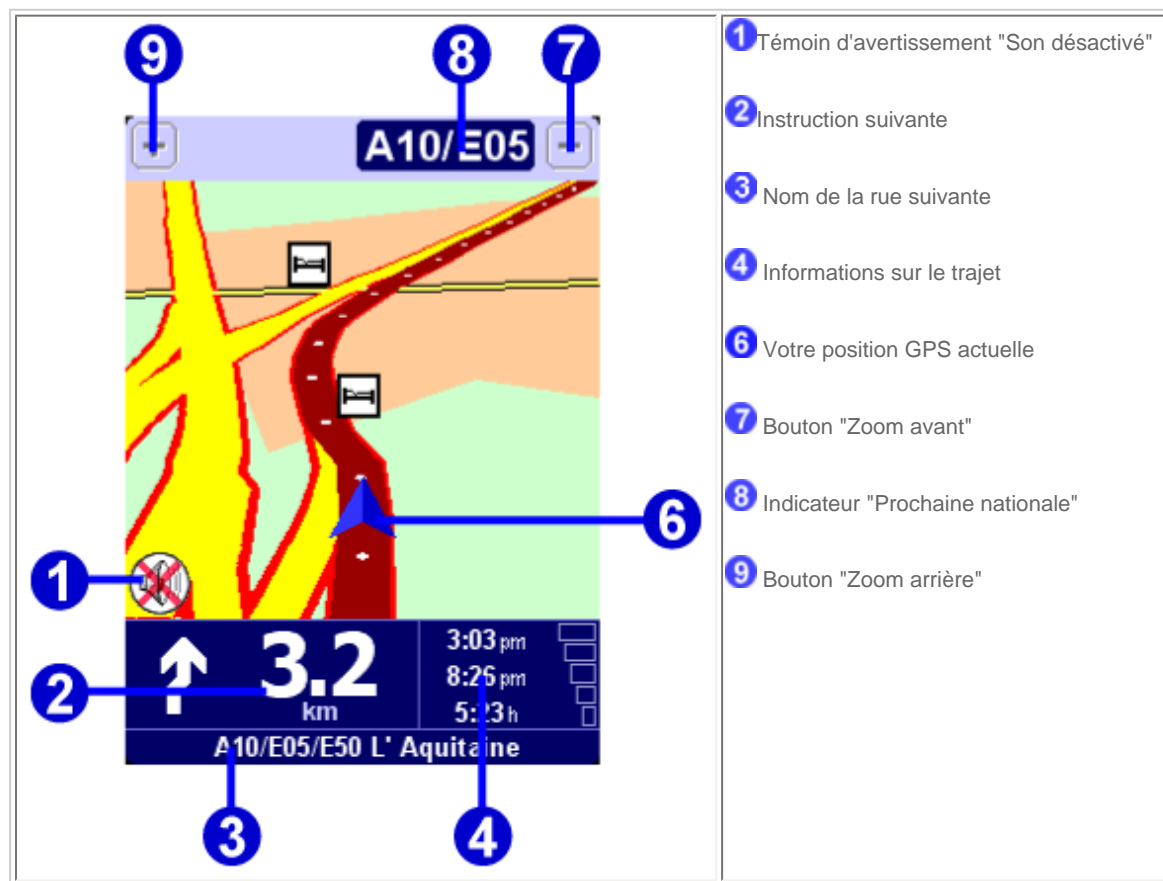 9 8 7
+ A10/E05 −
6
1
2
3.2
km
3:03 pm
8:26 pm
5:23 h
A10/E05/E50 L' Aquitaine
3 4
1 Témoin d'avertissement "Son désactivé"
2 Instruction suivante
3 Nom de la rue suivante
4 Informations sur le trajet
6 Votre position GPS actuelle
7 Bouton "Zoom avant"
8 Indicateur "Prochaine nationale"
9 Bouton "Zoom arrière"